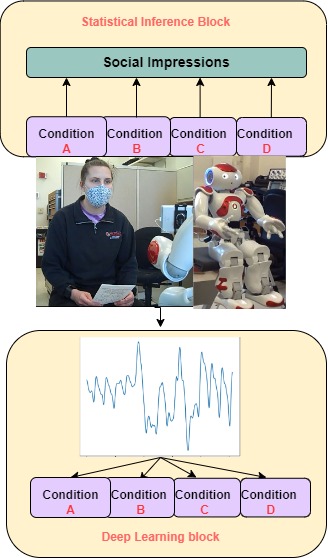 Statistical Inference Block
Social Impressions
Condition A
Condition B
Condition C
Condition D
Condition A
Condition B
Condition C
Condition D
Deep Learning block